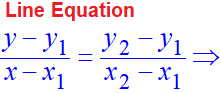 Line Equation
(y − y₁)/(x − x₁) = (y₂ − y₁)/(x₂ − x₁) ⇒